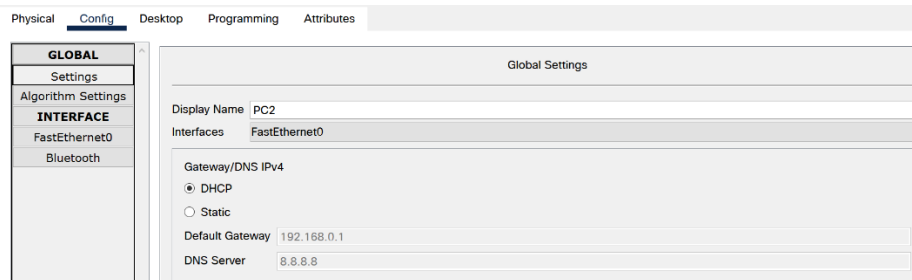 Physical Config Desktop Programming Attributes
GLOBAL
Settings
Algorithm Settings
INTERFACE
FastEthernet0
Bluetooth
Global Settings
Display Name PC2
Interfaces FastEthernet0
Gateway/DNS IPv4
DHCP
Static
Default Gateway 192.168.0.1
DNS Server 8.8.8.8